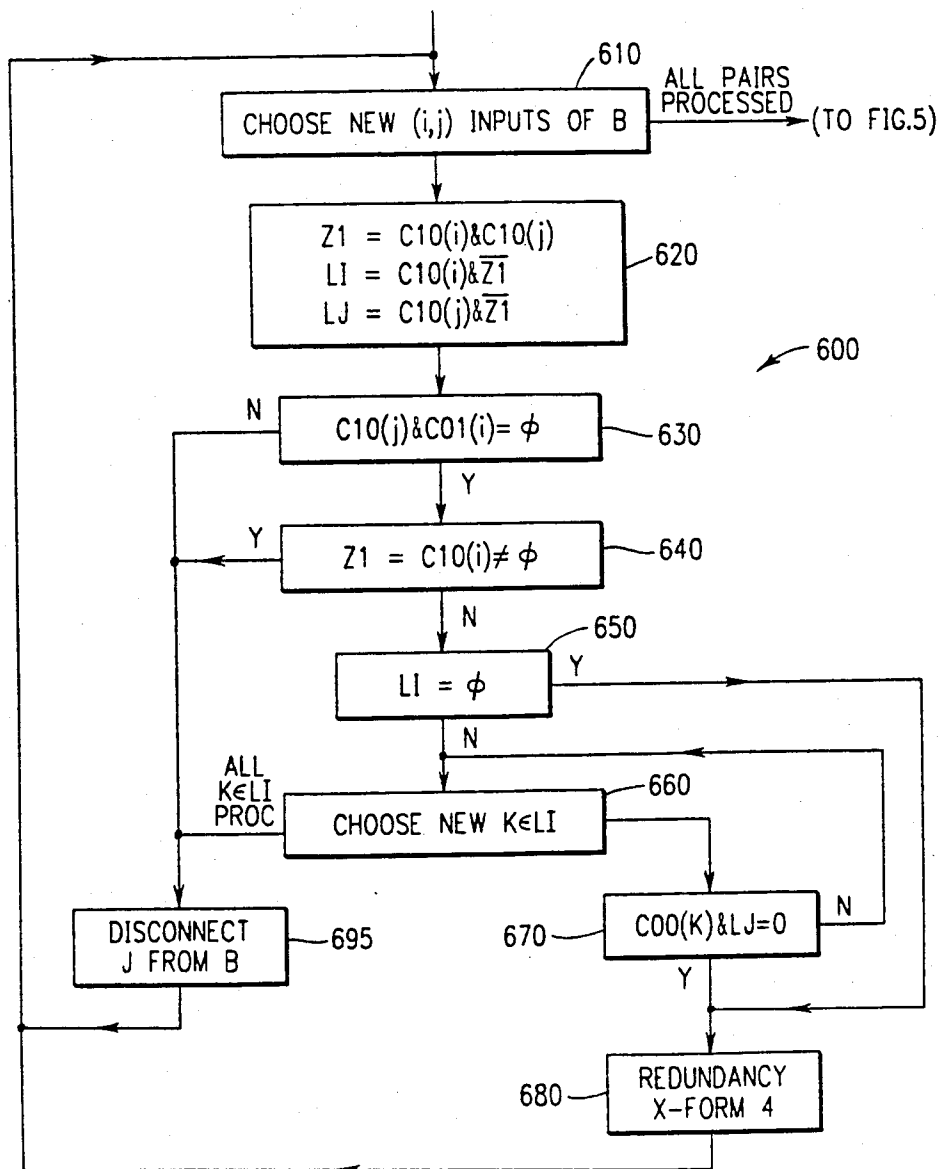 610
ALL PAIRS
PROCESSED
CHOOSE NEW (i,j) INPUTS OF B
(TO FIG.5)
Z1 = C10(i)&C10(j)
LI = C10(i)&Z̅1̅
LJ = C10(j)&Z̅1̅
620
600
N
C10(j)&C01(i)= ϕ
630
Y
Y
Z1 = C10(i)≠ ϕ
640
N
650
LI = ϕ
Y
N
ALL
K∈LI
PROC
660
CHOOSE NEW K∈LI
DISCONNECT
J FROM B
695
670
C00(K)&LJ=0
N
Y
680
REDUNDANCY
X-FORM 4